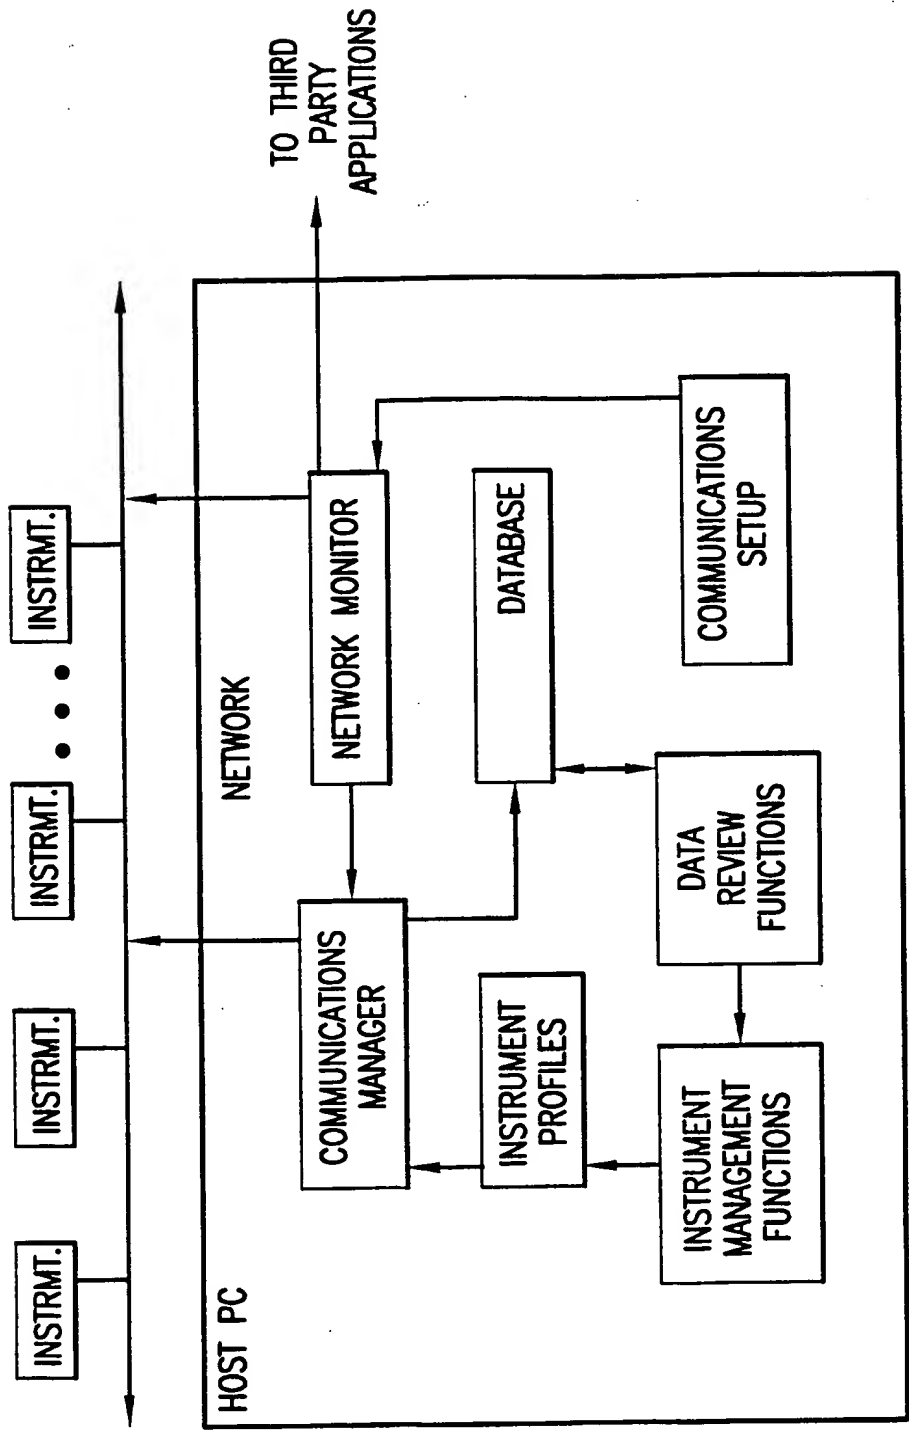 INSTRMT.
INSTRMT.
INSTRMT.
INSTRMT.
HOST PC
NETWORK
TO THIRD
PARTY
APPLICATIONS
COMMUNICATIONS
MANAGER
NETWORK MONITOR
INSTRUMENT
PROFILES
DATABASE
INSTRUMENT
MANAGEMENT
FUNCTIONS
DATA
REVIEW
FUNCTIONS
COMMUNICATIONS
SETUP